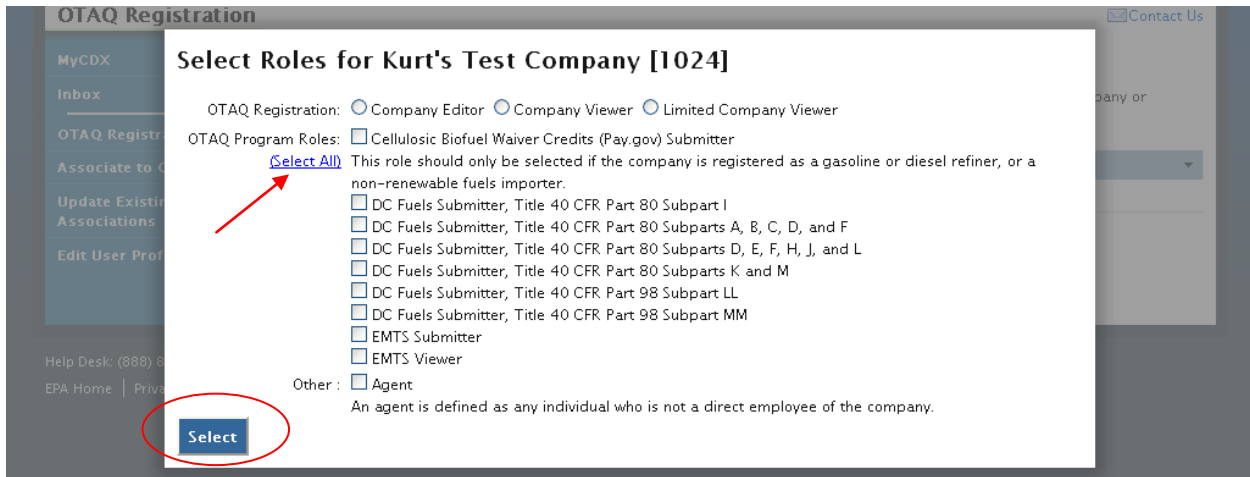 OTAQ Registration
Contact Us
MyCDX
Inbox
OTAQ Registr
Associate to
Update Existin
Associations
Edit User Prof
pany or
Select Roles for Kurt's Test Company [1024]
OTAQ Registration: Company Editor Company Viewer Limited Company Viewer
OTAQ Program Roles: Cellulosic Biofuel Waiver Credits (Pay.gov) Submitter
(Select All) This role should only be selected if the company is registered as a gasoline or diesel refiner, or a
non-renewable fuels importer.
DC Fuels Submitter, Title 40 CFR Part 80 Subpart I
DC Fuels Submitter, Title 40 CFR Part 80 Subparts A, B, C, D, and F
DC Fuels Submitter, Title 40 CFR Part 80 Subparts D, E, F, H, J, and L
DC Fuels Submitter, Title 40 CFR Part 80 Subparts K and M
DC Fuels Submitter, Title 40 CFR Part 98 Subpart LL
DC Fuels Submitter, Title 40 CFR Part 98 Subpart MM
EMTS Submitter
EMTS Viewer
Other : Agent
An agent is defined as any individual who is not a direct employee of the company.
Select
Help Desk: (888) 8
EPA Home | Priva